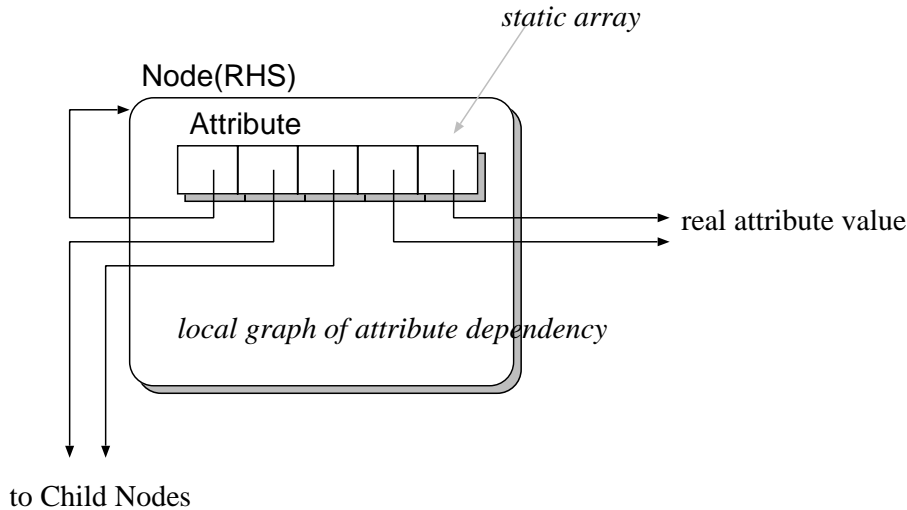 static array
Node(RHS)
Attribute
real attribute value
local graph of attribute dependency
to Child Nodes